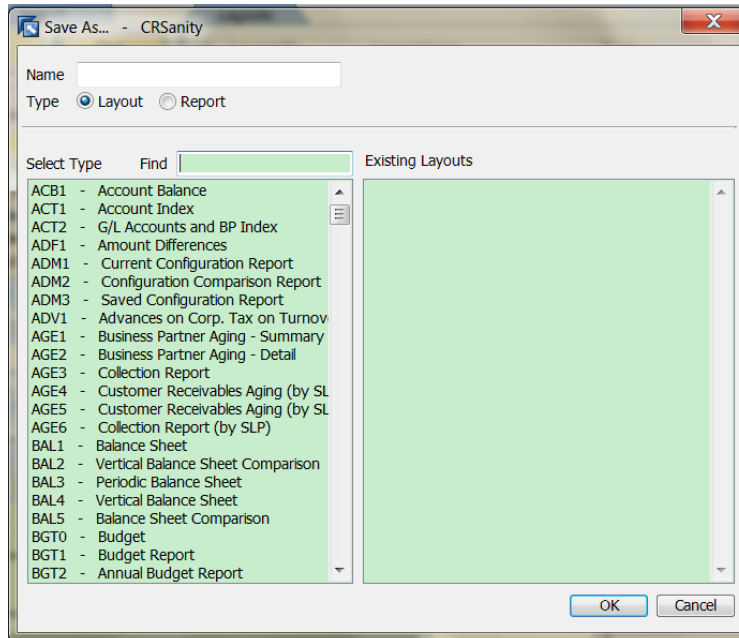 Save As... - CRSanity
Name
Type Layout Report
Select Type Find Existing Layouts
ACB1 - Account Balance
ACT1 - Account Index
ACT2 - G/L Accounts and BP Index
ADF1 - Amount Differences
ADM1 - Current Configuration Report
ADM2 - Configuration Comparison Report
ADM3 - Saved Configuration Report
ADV1 - Advances on Corp. Tax on Turnov
AGE1 - Business Partner Aging - Summary
AGE2 - Business Partner Aging - Detail
AGE3 - Collection Report
AGE4 - Customer Receivables Aging (by SL
AGE5 - Customer Receivables Aging (by SL
AGE6 - Collection Report (by SLP)
BAL1 - Balance Sheet
BAL2 - Vertical Balance Sheet Comparison
BAL3 - Periodic Balance Sheet
BAL4 - Vertical Balance Sheet
BAL5 - Balance Sheet Comparison
BGT0 - Budget
BGT1 - Budget Report
BGT2 - Annual Budget Report
OK Cancel